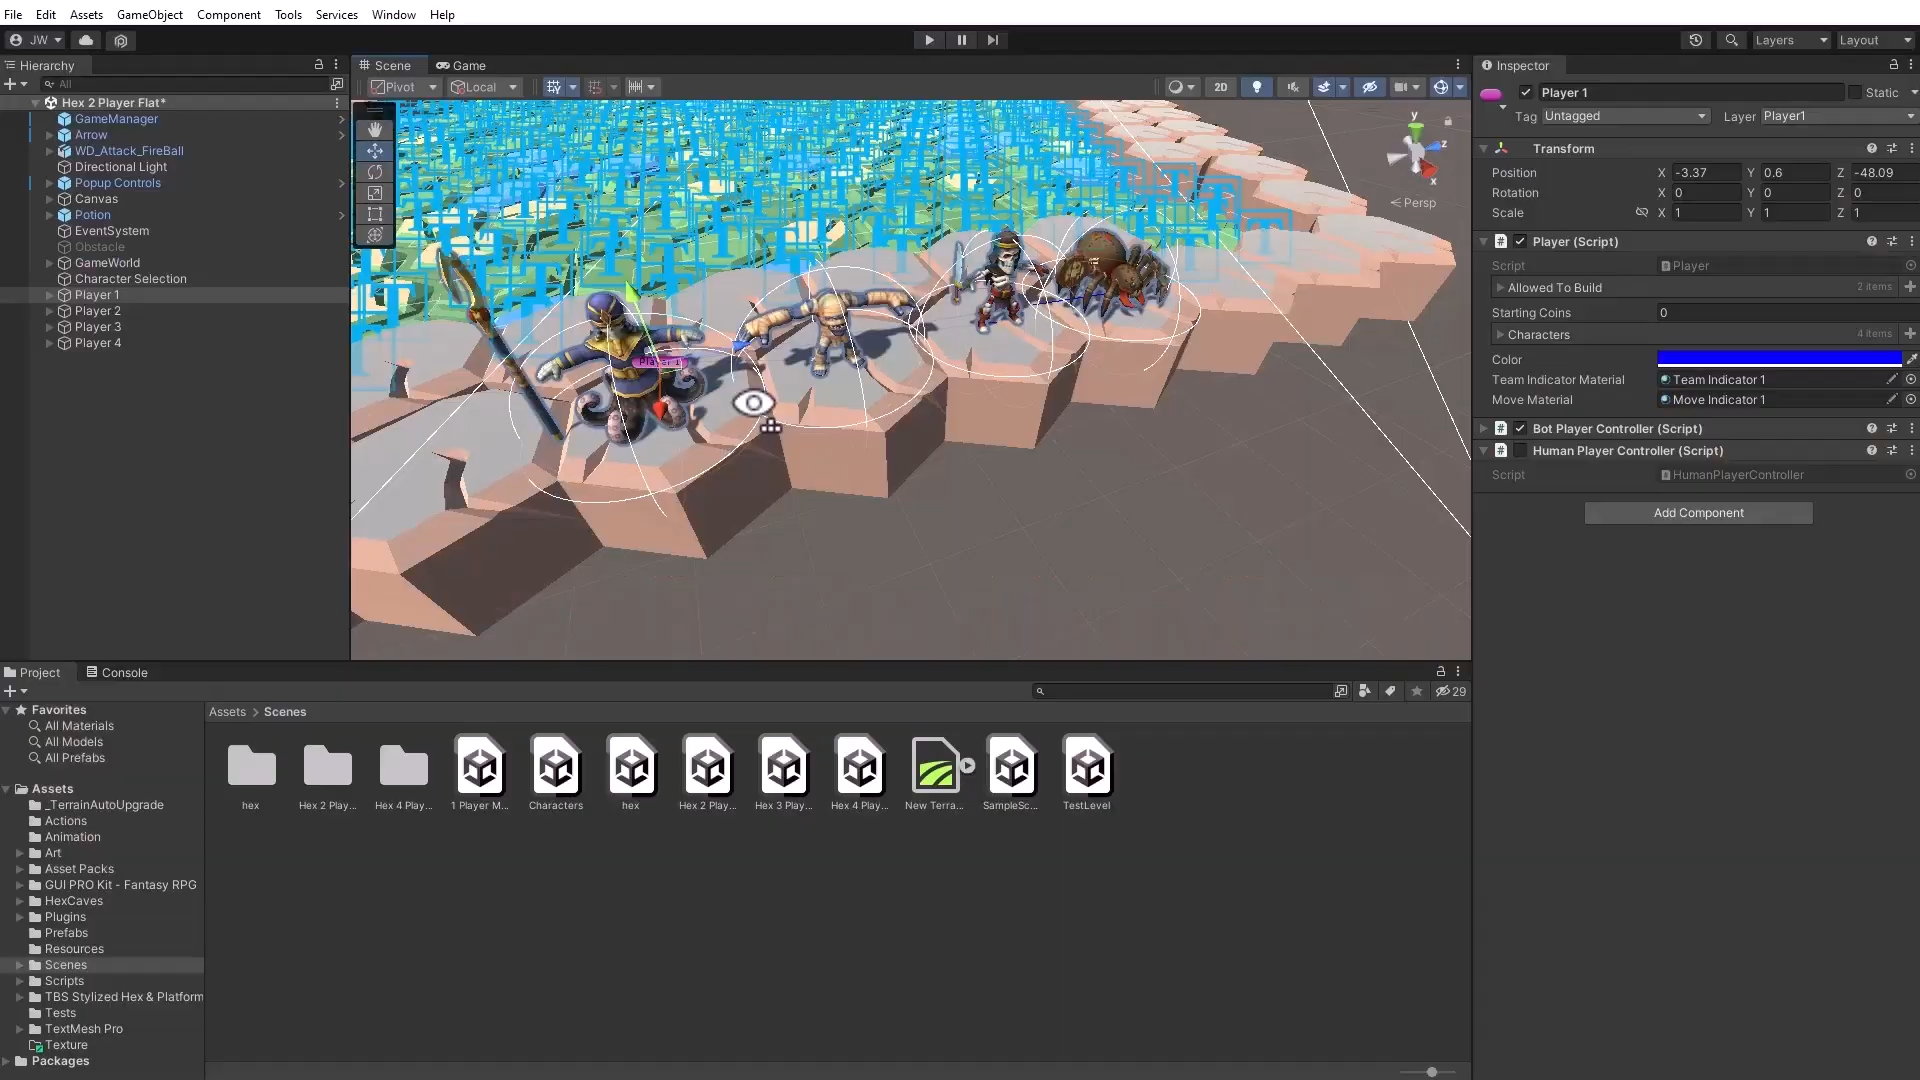 File Edit Assets GameObject Component Tools Services Window Help
JW Layers Layout
Hierarchy
All
Hex 2 Player Flat*
GameManager
Arrow
WD_Attack_FireBall
Directional Light
Popup Controls
Canvas
Potion
EventSystem
Obstacle
GameWorld
Character Selection
Player 1
Player 2
Player 3
Player 4
Scene Game
Pivot Local 2D
y
z
x
Persp
Player 1
Inspector
Player 1 Static
Tag Untagged Layer Player1
Transform
Position X -3.37 Y 0.6 Z -48.09
Rotation X 0 Y 0 Z 0
Scale X 1 Y 1 Z 1
# Player (Script)
Script Player
Allowed To Build 2 items
Starting Coins 0
Characters 4 items
Color
Team Indicator Material Team Indicator 1
Move Material Move Indicator 1
# Bot Player Controller (Script)
# Human Player Controller (Script)
Script HumanPlayerController
Add Component
Project Console
29
Favorites
All Materials
All Models
All Prefabs
Assets
_TerrainAutoUpgrade
Actions
Animation
Art
Asset Packs
GUI PRO Kit - Fantasy RPG
HexCaves
Plugins
Prefabs
Resources
Scenes
Scripts
TBS Stylized Hex & Platform
Tests
TextMesh Pro
Texture
Packages
Assets > Scenes
hex Hex 2 Play... Hex 4 Play... 1 Player M... Characters hex Hex 2 Play... Hex 3 Play... Hex 4 Play... New Terra... SampleSc... TestLevel